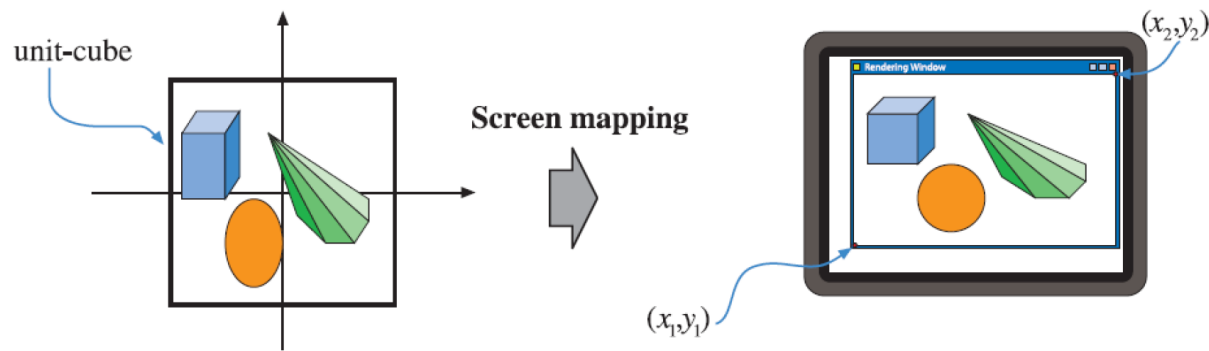 unit-cube
Screen mapping
(x₂,y₂)
Rendering Window
(x₁,y₁)